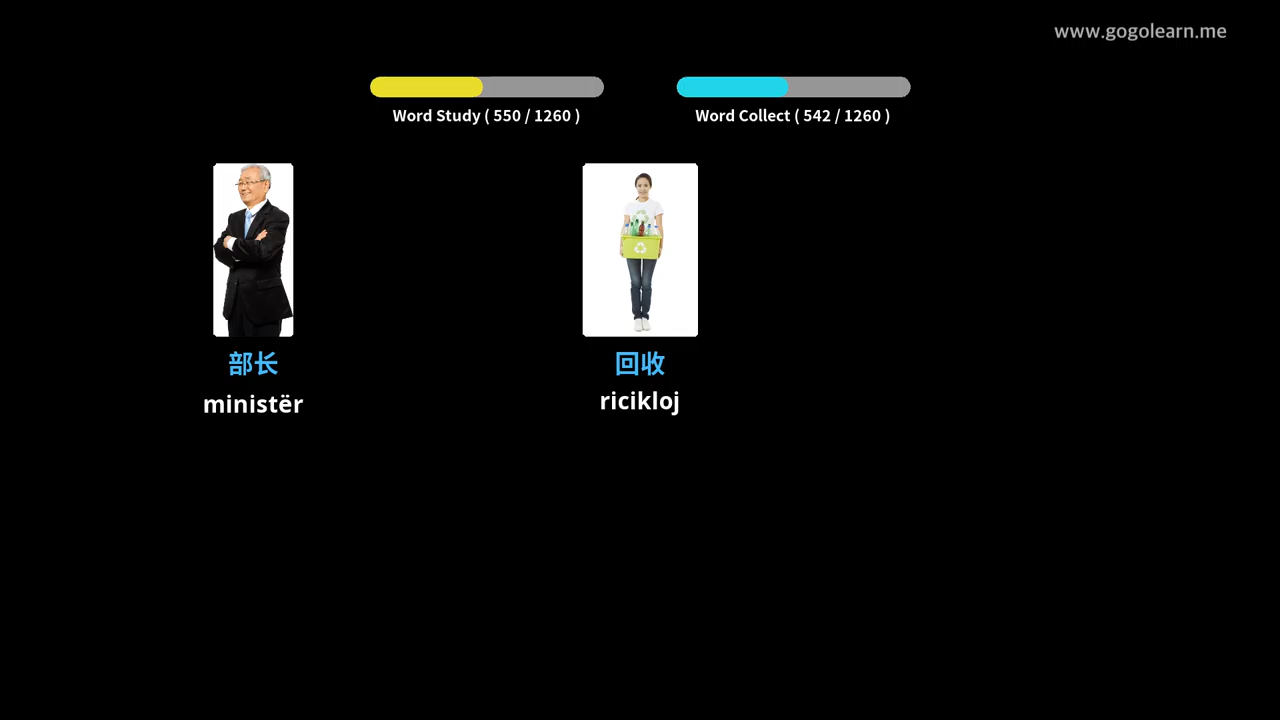 www.gogolearn.me
Word Study ( 550 / 1260 )
Word Collect ( 542 / 1260 )
部长
回收
ministër
ricikloj